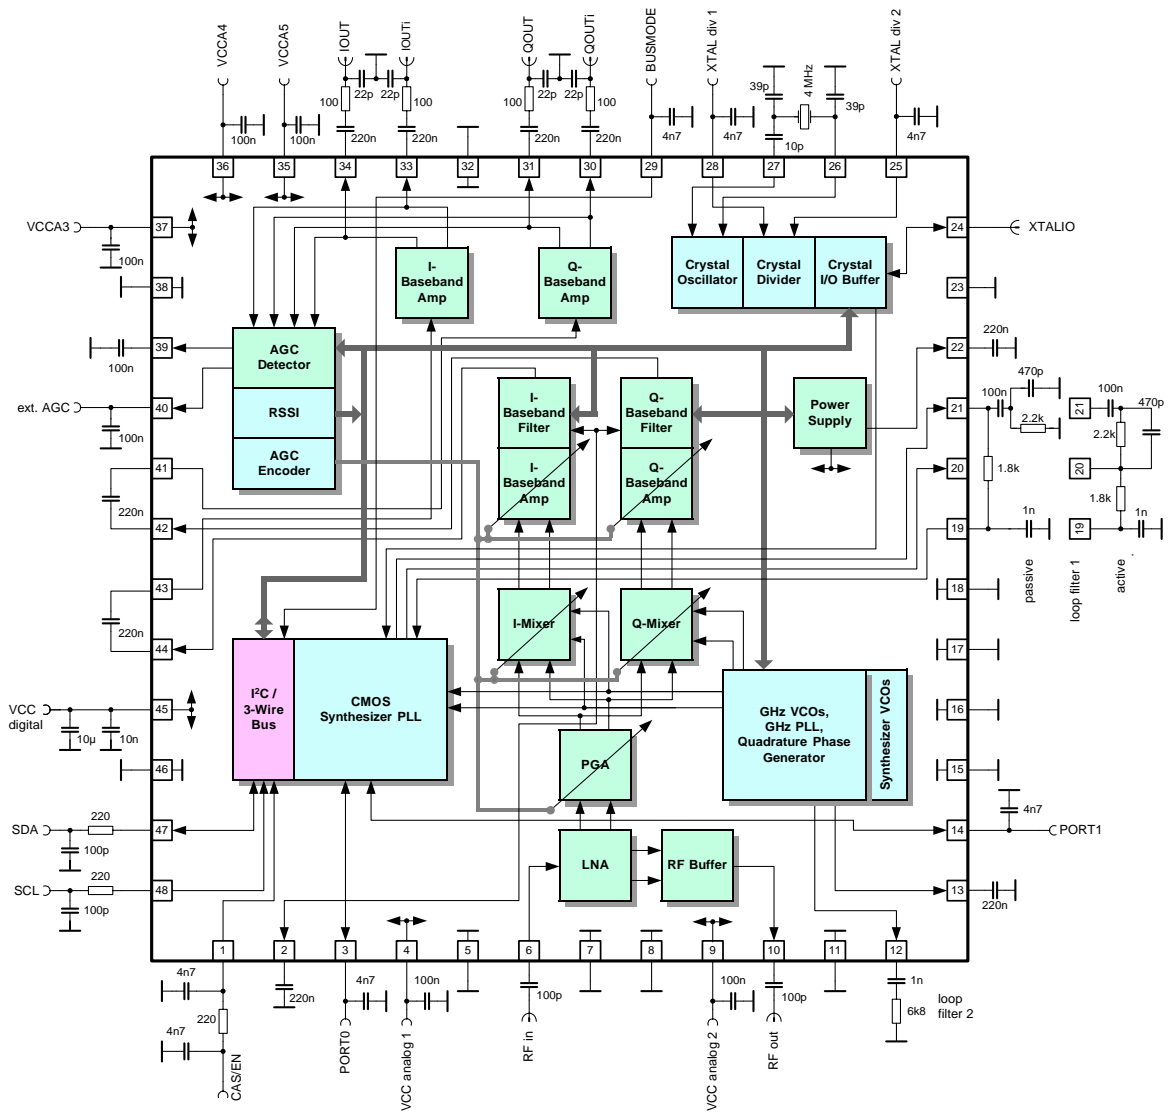 VCCA4
VCCA5
IOUT
IOUTi
QOUT
QOUTi
BUSMODE
XTAL div 1
4 MHz
XTAL div 2
22p
22p
22p
22p
39p
39p
100
100
100
100
100n
100n
220n
220n
220n
220n
4n7
4n7
10p
4n7
36
35
34
33
32
31
30
29
28
27
26
25
VCCA3
37
100n
24
XTALIO
38
23
I-
Baseband
Amp
Q-
Baseband
Amp
Crystal
Oscillator
Crystal
Divider
Crystal
I/O Buffer
39
100n
AGC
Detector
22
220n
ext. AGC
40
100n
RSSI
AGC
Encoder
I-
Baseband
Filter
I-
Baseband
Amp
Q-
Baseband
Filter
Q-
Baseband
Amp
Power
Supply
21
100n
470p
2.2k
1.8k
20
19
1n
21
100n
470p
2.2k
20
1.8k
19
1n
passive
loop filter 1
active
41
220n
42
43
220n
44
18
17
I-Mixer
Q-Mixer
VCC
digital
45
10µ
10n
46
I²C /
3-Wire
Bus
CMOS
Synthesizer PLL
GHz VCOs,
GHz PLL,
Quadrature Phase
Generator
Synthesizer VCOs
16
15
PGA
SDA
220
47
100p
SCL
220
48
100p
LNA
RF Buffer
4n7
14
PORT1
13
220n
1
2
3
4
5
6
7
8
9
10
11
12
4n7
220
4n7
CAS/EN
220n
4n7
PORT0
100n
VCC analog 1
100p
RF in
100n
VCC analog 2
100p
RF out
1n
6k8
loop
filter 2